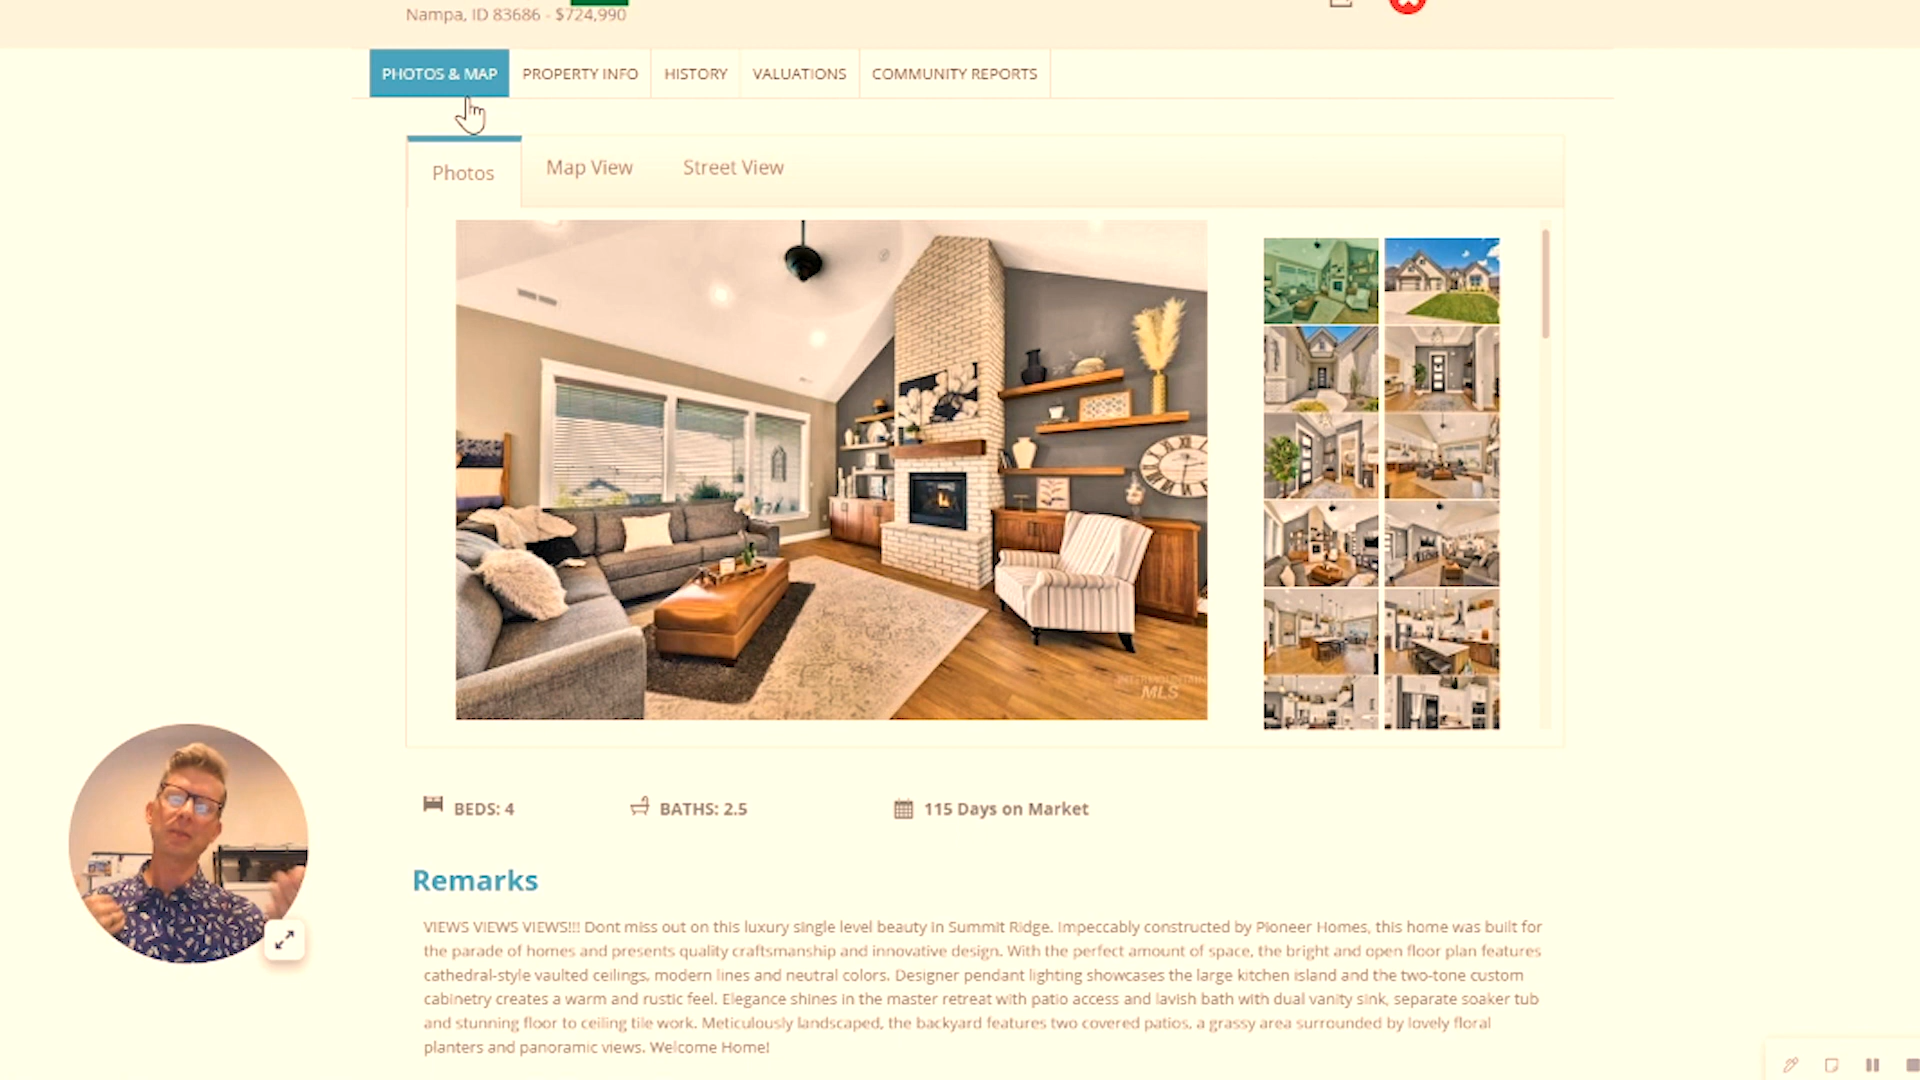 Nampa, ID 83686 - $724,990
PHOTOS & MAP
PROPERTY INFO
HISTORY
VALUATIONS
COMMUNITY REPORTS
Photos
Map View
Street View
INTERMOUNTAIN
MLS
BEDS: 4
BATHS: 2.5
115 Days on Market
Remarks
VIEWS VIEWS VIEWS!!! Dont miss out on this luxury single level beauty in Summit Ridge. Impeccably constructed by Pioneer Homes, this home was built for
the parade of homes and presents quality craftsmanship and innovative design. With the perfect amount of space, the bright and open floor plan features
cathedral-style vaulted ceilings, modern lines and neutral colors. Designer pendant lighting showcases the large kitchen island and the two-tone custom
cabinetry creates a warm and rustic feel. Elegance shines in the master retreat with patio access and lavish bath with dual vanity sink, separate soaker tub
and stunning floor to ceiling tile work. Meticulously landscaped, the backyard features two covered patios, a grassy area surrounded by lovely floral
planters and panoramic views. Welcome Home!